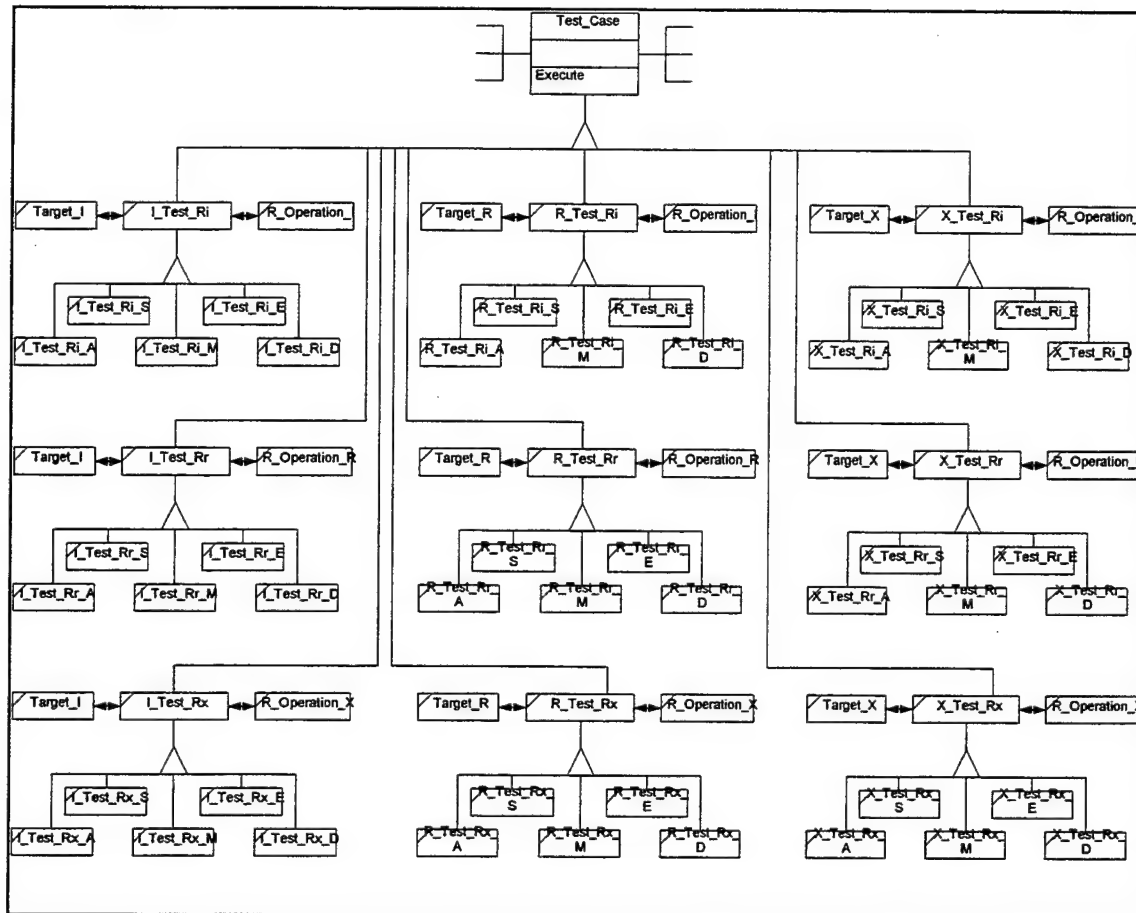 Test_Case
Execute
Target_I I_Test_Ri R_Operation_I
Target_R R_Test_Ri R_Operation_I
Target_X X_Test_Ri R_Operation_
I_Test_Ri_S I_Test_Ri_E
R_Test_Ri_S R_Test_Ri_E
X_Test_Ri_S X_Test_Ri_E
I_Test_Ri_A I_Test_Ri_M I_Test_Ri_D
R_Test_Ri_A R_Test_Ri_
M
R_Test_Ri_
D
X_Test_Ri_A X_Test_Ri_
M
X_Test_Ri_D
Target_I I_Test_Rr R_Operation_R
Target_R R_Test_Rr R_Operation_R
Target_X X_Test_Rr R_Operation_
I_Test_Rr_S I_Test_Rr_E
R_Test_Rr_
S
R_Test_Rr_
E
X_Test_Rr_S X_Test_Rr_E
I_Test_Rr_A I_Test_Rr_M I_Test_Rr_D
R_Test_Rr_
A
R_Test_Rr_
M
R_Test_Rr_
D
X_Test_Rr_A X_Test_Rr_
M
X_Test_Rr_
D
Target_I I_Test_Rx R_Operation_X
Target_R R_Test_Rx R_Operation_X
Target_X X_Test_Rx R_Operation_X
I_Test_Rx_S I_Test_Rx_E
R_Test_Rx_
S
R_Test_Rx_
E
X_Test_Rx_
S
X_Test_Rx_
E
I_Test_Rx_A I_Test_Rx_M I_Test_Rx_D
R_Test_Rx_
A
R_Test_Rx_
M
R_Test_Rx_
D
X_Test_Rx_
A
X_Test_Rx_
M
X_Test_Rx_
D